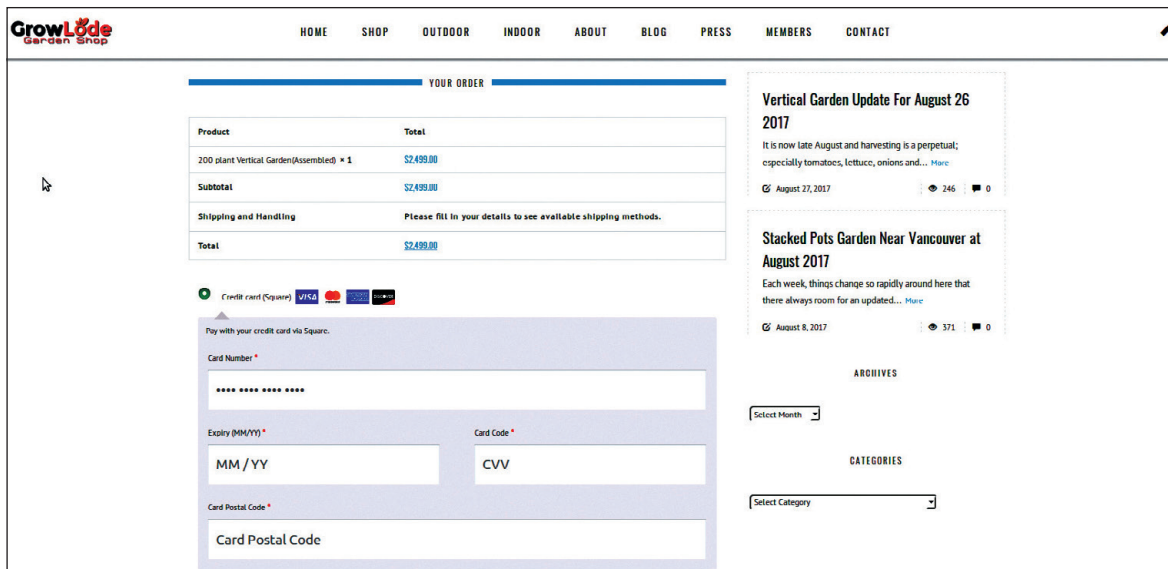 GrowLode
Garden Shop
HOME SHOP OUTDOOR INDOOR ABOUT BLOG PRESS MEMBERS CONTACT
YOUR ORDER
Product Total
200 plant Vertical Garden(Assembled) × 1 $2,499.00
Subtotal $2,499.00
Shipping and Handling Please fill in your details to see available shipping methods.
Total $2,499.00
Credit card (Square) VISA DISCOVER
Pay with your credit card via Square.
Card Number *
•••• •••• •••• ••••
Expiry (MM/YY) * Card Code *
MM / YY CVV
Card Postal Code *
Card Postal Code
Vertical Garden Update For August 26
2017
It is now late August and harvesting is a perpetual;
especially tomatoes, lettuce, onions and... More
August 27, 2017 246 0
Stacked Pots Garden Near Vancouver at
August 2017
Each week, things change so rapidly around here that
there always room for an updated... More
August 8, 2017 371 0
ARCHIVES
Select Month
CATEGORIES
Select Category